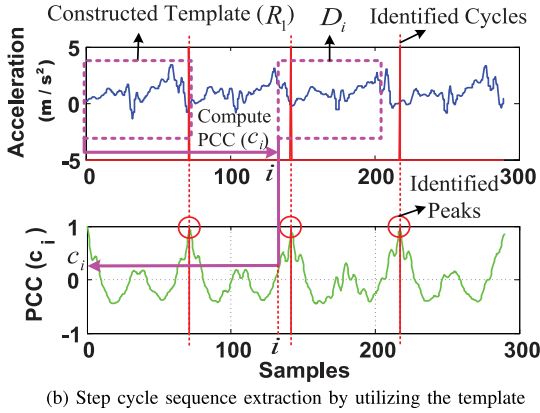 Constructed Template (R₁)
Dᵢ
Identified Cycles
Acceleration
(m / s²)
5
0
-5
Compute
PCC (cᵢ)
0
100
i
200
300
Identified
Peaks
PCC (cᵢ)
1
cᵢ
0
-1
0
100
i
200
300
Samples
(b) Step cycle sequence extraction by utilizing the template